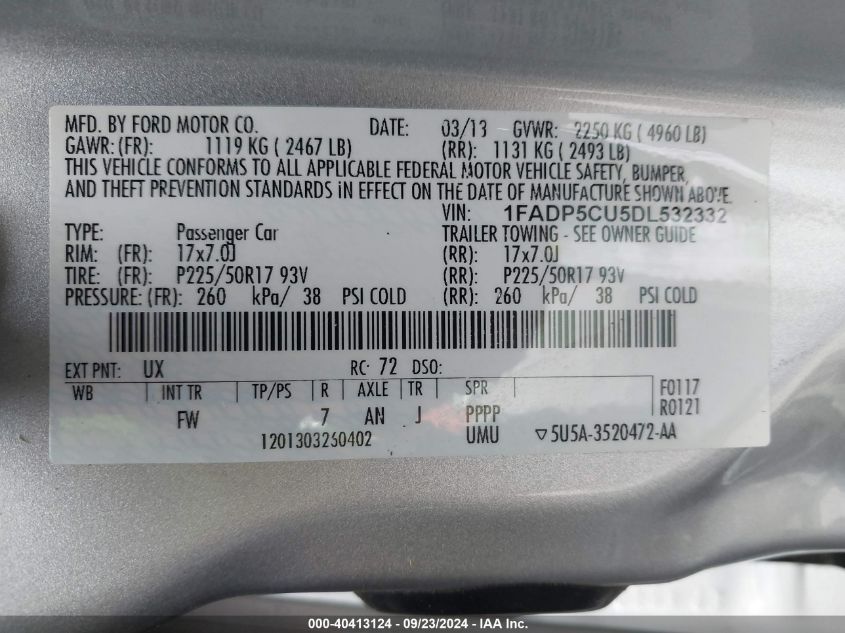 MFD. BY FORD MOTOR CO. DATE: 03/13 GVWR: 2250 KG ( 4960 LB)
GAWR: (FR): 1119 KG ( 2467 LB) (RR): 1131 KG ( 2493 LB)
THIS VEHICLE CONFORMS TO ALL APPLICABLE FEDERAL MOTOR VEHICLE SAFETY, BUMPER,
AND THEFT PREVENTION STANDARDS IN EFFECT ON THE DATE OF MANUFACTURE SHOWN ABOVE.
VIN: 1FADP5CU5DL532332
TYPE: Passenger Car TRAILER TOWING - SEE OWNER GUIDE
RIM: (FR): 17x7.0J (RR): 17x7.0J
TIRE: (FR): P225/50R17 93V (RR): P225/50R17 93V
PRESSURE: (FR): 260 kPa/ 38 PSI COLD (RR): 260 kPa/ 38 PSI COLD
EXT PNT: UX RC: 72 DSO:
WB INT TR TP/PS R AXLE TR SPR F0117
FW 7 AN J PPPP R0121
1201303260402 UMU ▽5U5A-3520472-AA
000-40413124 - 09/23/2024 - IAA Inc.